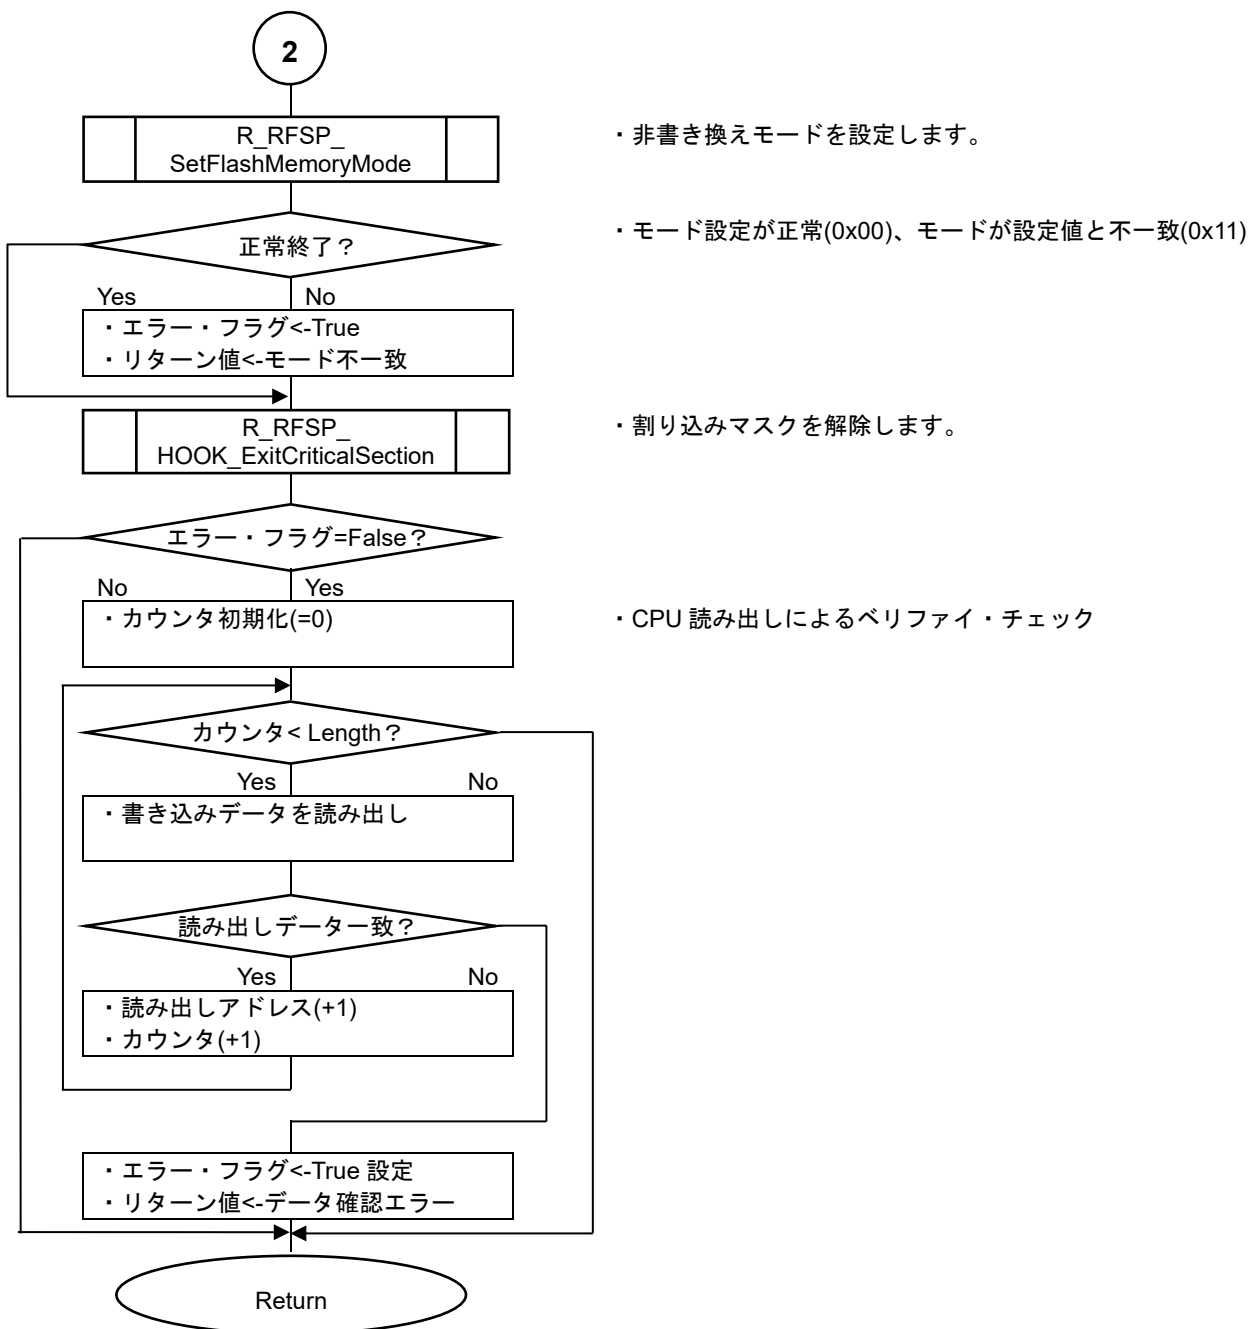 2
R_RFSP_
SetFlashMemoryMode
・非書き換えモードを設定します。
正常終了？
・モード設定が正常(0x00)、モードが設定値と不一致(0x11)
Yes
No
・エラー・フラグ<-True
・リターン値<-モード不一致
R_RFSP_
HOOK_ExitCriticalSection
・割り込みマスクを解除します。
エラー・フラグ=False？
No
Yes
・カウンタ初期化(=0)
・CPU 読み出しによるベリファイ・チェック
カウンタ< Length？
Yes
No
・書き込みデータを読み出し
読み出しデータ一致？
Yes
No
・読み出しアドレス(+1)
・カウンタ(+1)
・エラー・フラグ<-True 設定
・リターン値<-データ確認エラー
Return